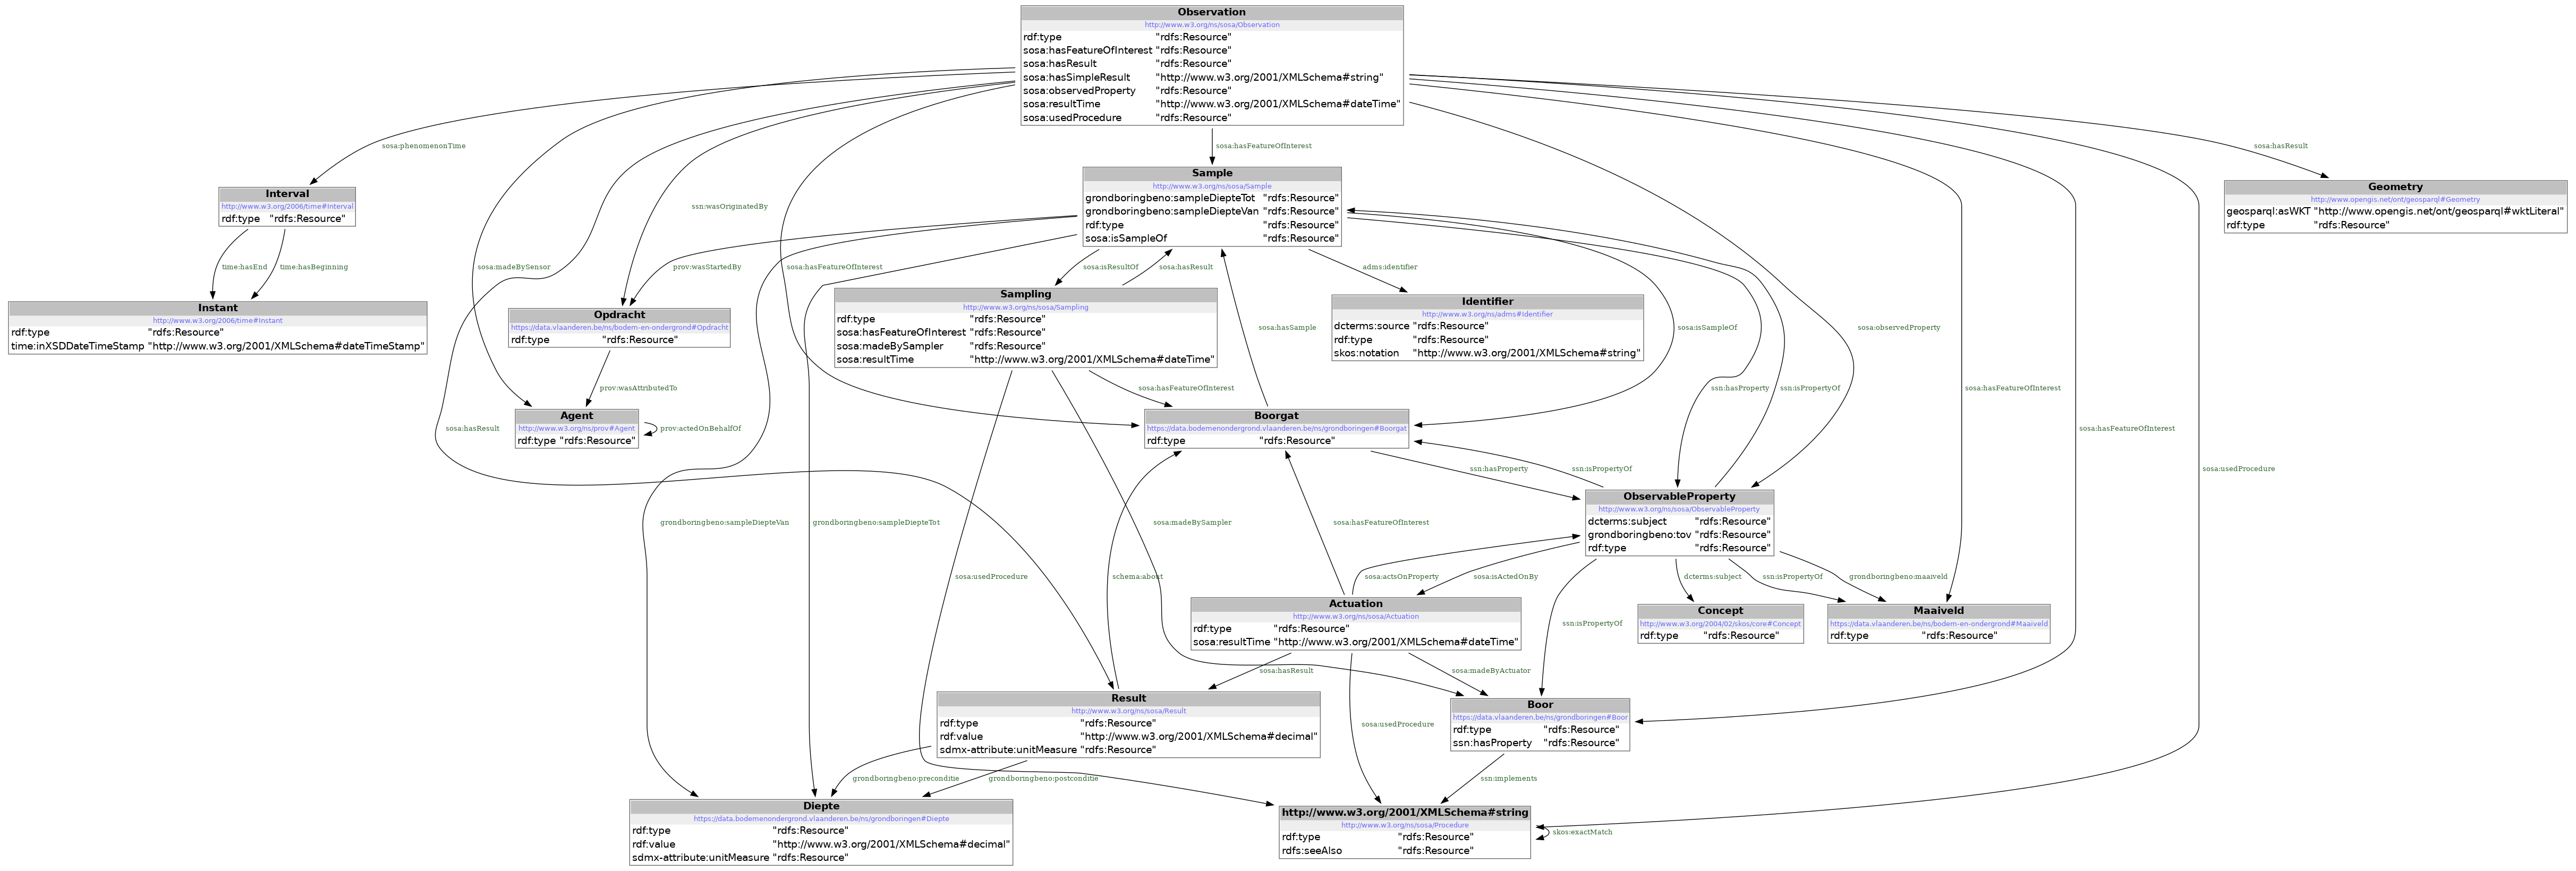 Observation
http://www.w3.org/ns/sosa/Observation
rdf:type "rdfs:Resource"
sosa:hasFeatureOfInterest "rdfs:Resource"
sosa:hasResult "rdfs:Resource"
sosa:hasSimpleResult "http://www.w3.org/2001/XMLSchema#string"
sosa:observedProperty "rdfs:Resource"
sosa:resultTime "http://www.w3.org/2001/XMLSchema#dateTime"
sosa:usedProcedure "rdfs:Resource"
sosa:phenomenonTime
sosa:hasFeatureOfInterest
sosa:hasResult
Interval
http://www.w3.org/2006/time#Interval
rdf:type "rdfs:Resource"
ssn:wasOriginatedBy
Sample
http://www.w3.org/ns/sosa/Sample
grondboringbeno:sampleDiepteTot "rdfs:Resource"
grondboringbeno:sampleDiepteVan "rdfs:Resource"
rdf:type "rdfs:Resource"
sosa:isSampleOf "rdfs:Resource"
Geometry
http://www.opengis.net/ont/geosparql#Geometry
geosparql:asWKT "http://www.opengis.net/ont/geosparql#wktLiteral"
rdf:type "rdfs:Resource"
time:hasEnd
time:hasBeginning
sosa:madeBySensor
prov:wasStartedBy
sosa:hasFeatureOfInterest
sosa:isResultOf
sosa:hasResult
adms:identifier
Instant
http://www.w3.org/2006/time#Instant
rdf:type "rdfs:Resource"
time:inXSDDateTimeStamp "http://www.w3.org/2001/XMLSchema#dateTimeStamp"
Opdracht
https://data.vlaanderen.be/ns/bodem-en-ondergrond#Opdracht
rdf:type "rdfs:Resource"
Sampling
http://www.w3.org/ns/sosa/Sampling
rdf:type "rdfs:Resource"
sosa:hasFeatureOfInterest "rdfs:Resource"
sosa:madeBySampler "rdfs:Resource"
sosa:resultTime "http://www.w3.org/2001/XMLSchema#dateTime"
sosa:hasSample
Identifier
http://www.w3.org/ns/adms#Identifier
dcterms:source "rdfs:Resource"
rdf:type "rdfs:Resource"
skos:notation "http://www.w3.org/2001/XMLSchema#string"
sosa:isSampleOf
sosa:observedProperty
prov:wasAttributedTo
sosa:hasFeatureOfInterest
ssn:hasProperty
ssn:isPropertyOf
sosa:hasFeatureOfInterest
Agent
http://www.w3.org/ns/prov#Agent
rdf:type "rdfs:Resource"
prov:actedOnBehalfOf
sosa:hasResult
Boorgat
https://data.bodemenondergrond.vlaanderen.be/ns/grondboringen#Boorgat
rdf:type "rdfs:Resource"
sosa:hasFeatureOfInterest
ssn:hasProperty
ssn:isPropertyOf
sosa:usedProcedure
ObservableProperty
http://www.w3.org/ns/sosa/ObservableProperty
dcterms:subject "rdfs:Resource"
grondboringbeno:tov "rdfs:Resource"
rdf:type "rdfs:Resource"
grondboringbeno:sampleDiepteVan
grondboringbeno:sampleDiepteTot
sosa:madeBySampler
sosa:hasFeatureOfInterest
sosa:usedProcedure
schema:about
sosa:actsOnProperty
sosa:isActedOnBy
dcterms:subject
ssn:isPropertyOf
grondboringbeno:maaiveld
Actuation
http://www.w3.org/ns/sosa/Actuation
rdf:type "rdfs:Resource"
sosa:resultTime "http://www.w3.org/2001/XMLSchema#dateTime"
ssn:isPropertyOf
Concept
http://www.w3.org/2004/02/skos/core#Concept
rdf:type "rdfs:Resource"
Maaiveld
https://data.vlaanderen.be/ns/bodem-en-ondergrond#Maaiveld
rdf:type "rdfs:Resource"
sosa:hasResult
sosa:madeByActuator
Result
http://www.w3.org/ns/sosa/Result
rdf:type "rdfs:Resource"
rdf:value "http://www.w3.org/2001/XMLSchema#decimal"
sdmx-attribute:unitMeasure "rdfs:Resource"
sosa:usedProcedure
Boor
https://data.vlaanderen.be/ns/grondboringen#Boor
rdf:type "rdfs:Resource"
ssn:hasProperty "rdfs:Resource"
grondboringbeno:preconditie
grondboringbeno:postconditie
ssn:implements
Diepte
https://data.bodemenondergrond.vlaanderen.be/ns/grondboringen#Diepte
rdf:type "rdfs:Resource"
rdf:value "http://www.w3.org/2001/XMLSchema#decimal"
sdmx-attribute:unitMeasure "rdfs:Resource"
http://www.w3.org/2001/XMLSchema#string
http://www.w3.org/ns/sosa/Procedure
rdf:type "rdfs:Resource"
rdfs:seeAlso "rdfs:Resource"
skos:exactMatch